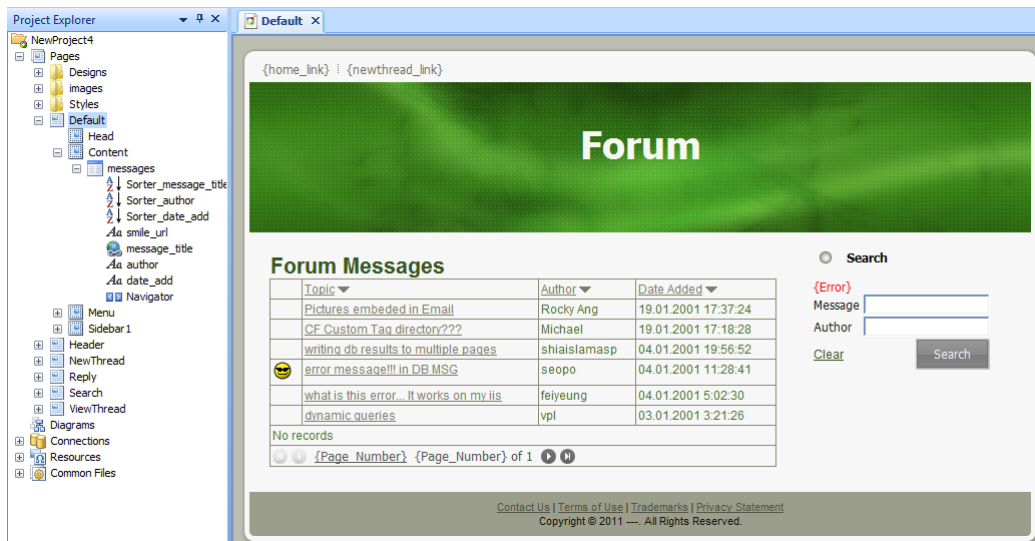 Project Explorer
NewProject4
Pages
Designs
images
Styles
Default
Head
Content
messages
Sorter_message_title
Sorter_author
Sorter_date_add
Aa smile_url
message_title
Aa author
Aa date_add
Navigator
Menu
Sidebar1
Header
NewThread
Reply
Search
ViewThread
Diagrams
Connections
Resources
Common Files
Default
{home_link} {newthread_link}
Forum
Forum Messages
Topic Author Date Added
Pictures embeded in Email Rocky Ang 19.01.2001 17:37:24
CF Custom Tag directory??? Michael 19.01.2001 17:18:28
writing db results to multiple pages shiaislamasp 04.01.2001 19:56:52
error message!!! in DB MSG seopo 04.01.2001 11:28:41
what is this error... It works on my iis feiyeung 04.01.2001 5:02:30
dynamic queries vpl 03.01.2001 3:21:26
No records
{Page_Number} {Page_Number} of 1
Search
{Error}
Message
Author
Clear Search
Contact Us | Terms of Use | Trademarks | Privacy Statement
Copyright © 2011 ---. All Rights Reserved.